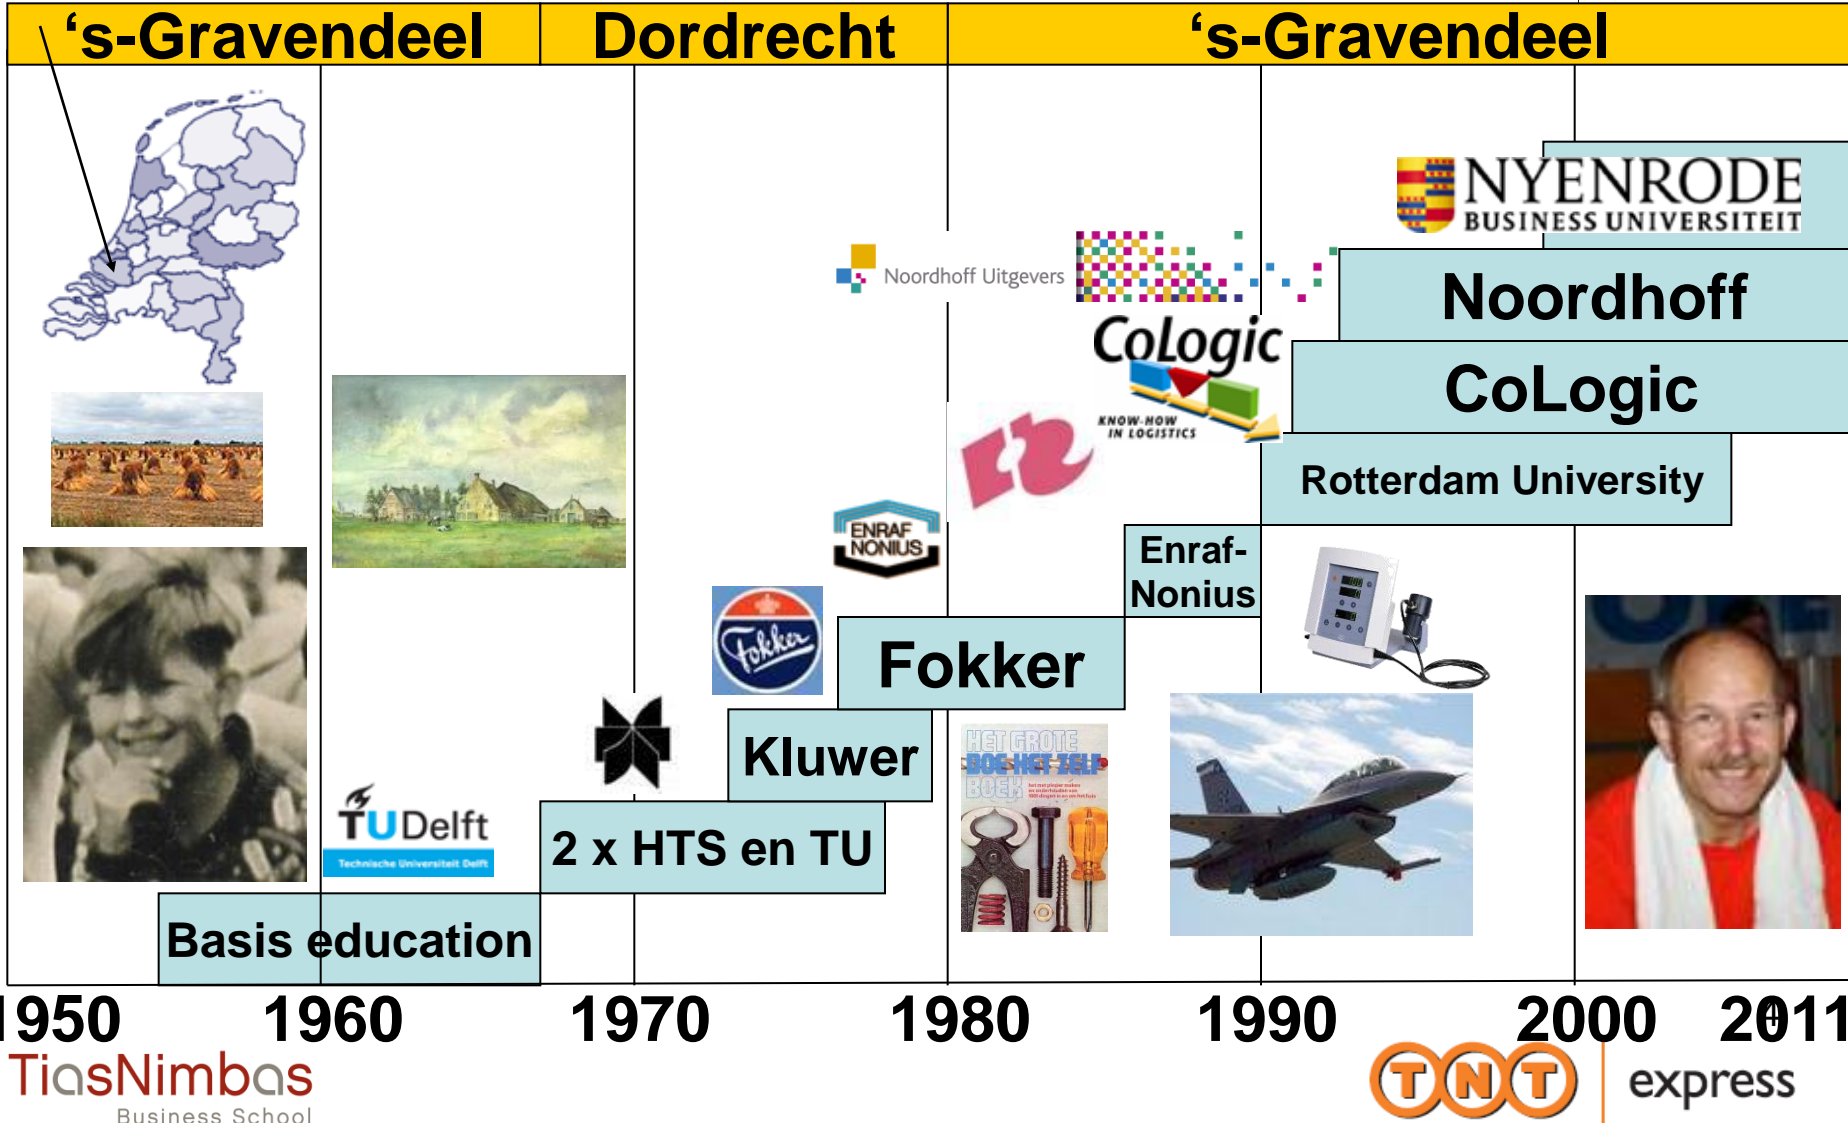 ‘s-Gravendeel
Dordrecht
‘s-Gravendeel
NYENRODE
BUSINESS UNIVERSITEIT
Noordhoff Uitgevers
Noordhoff
CoLogic
KNOW-HOW
IN LOGISTICS
CoLogic
Rotterdam University
ENRAF
NONIUS
Enraf-
Nonius
Fokker
Fokker
Kluwer
HET GROTE
DOE HET ZELF
BOEK
TUDelft
Technische Universiteit Delft
2 x HTS en TU
Basis education
1950
1960
1970
1980
1990
2000
2011
TiasNimbas
Business School
TNT
express